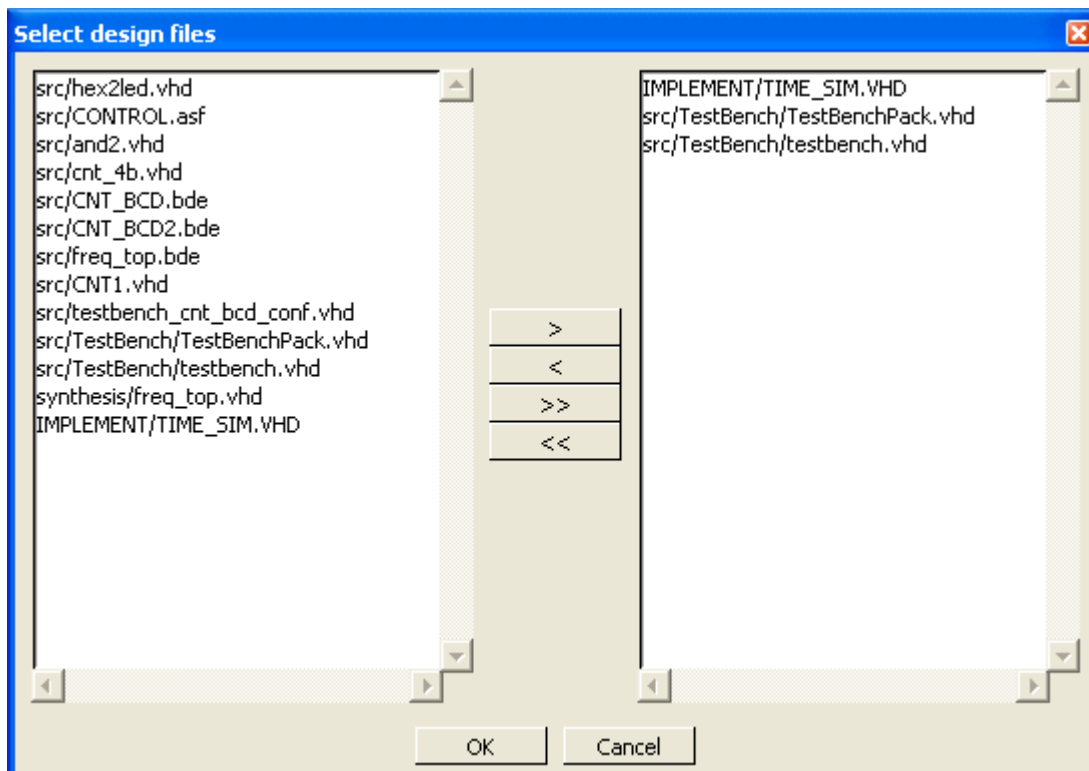 Select design files
src/hex2led.vhd
src/CONTROL.asf
src/and2.vhd
src/cnt_4b.vhd
src/CNT_BCD.bde
src/CNT_BCD2.bde
src/freq_top.bde
src/CNT1.vhd
src/testbench_cnt_bcd_conf.vhd
src/TestBench/TestBenchPack.vhd
src/TestBench/testbench.vhd
synthesis/freq_top.vhd
IMPLEMENT/TIME_SIM.VHD
>
<
>>
<<
IMPLEMENT/TIME_SIM.VHD
src/TestBench/TestBenchPack.vhd
src/TestBench/testbench.vhd
OK
Cancel